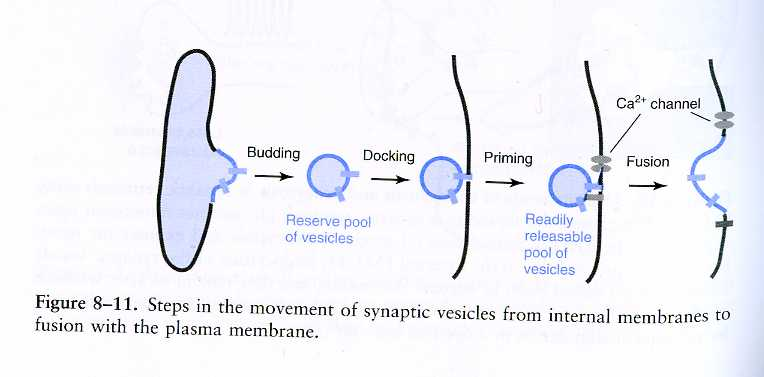 Ca²⁺ channel
Budding
Docking
Priming
Fusion
Reserve pool
of vesicles
Readily
releasable
pool of
vesicles
Figure 8–11. Steps in the movement of synaptic vesicles from internal membranes to
fusion with the plasma membrane.